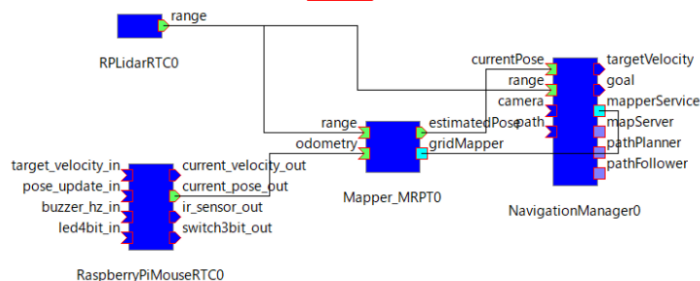 range
RPLidarRTC0
currentPose
range
camera
path
targetVelocity
goal
mapperService
mapServer
pathPlanner
pathFollower
NavigationManager0
range
odometry
estimatedPose
gridMapper
Mapper_MRPT0
target_velocity_in
pose_update_in
buzzer_hz_in
led4bit_in
current_velocity_out
current_pose_out
ir_sensor_out
switch3bit_out
RaspberryPiMouseRTC0